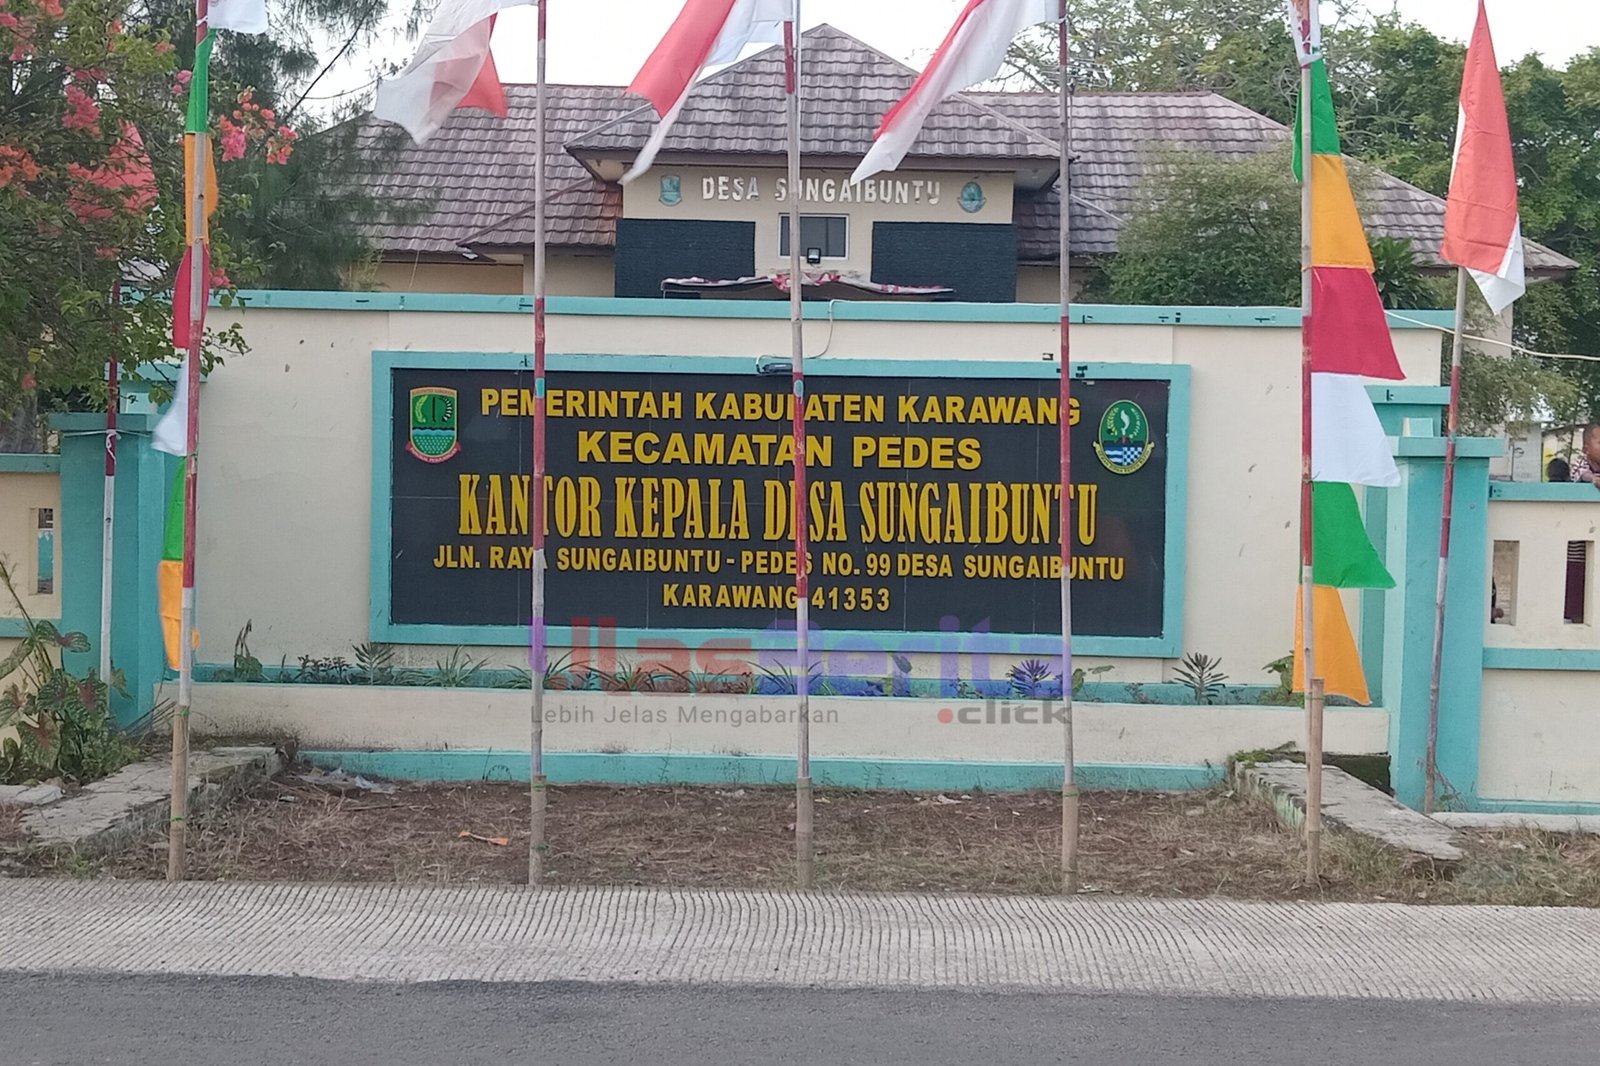 DESA SUNGAIBUNTU
PEMERINTAH KABUPATEN KARAWANG
KECAMATAN PEDES
KANTOR KEPALA DESA SUNGAIBUNTU
JLN. RAYA SUNGAIBUNTU - PEDES NO. 99 DESA SUNGAIBUNTU
KARAWANG 41353
UlasBerita
.click
Lebih Jelas Mengabarkan